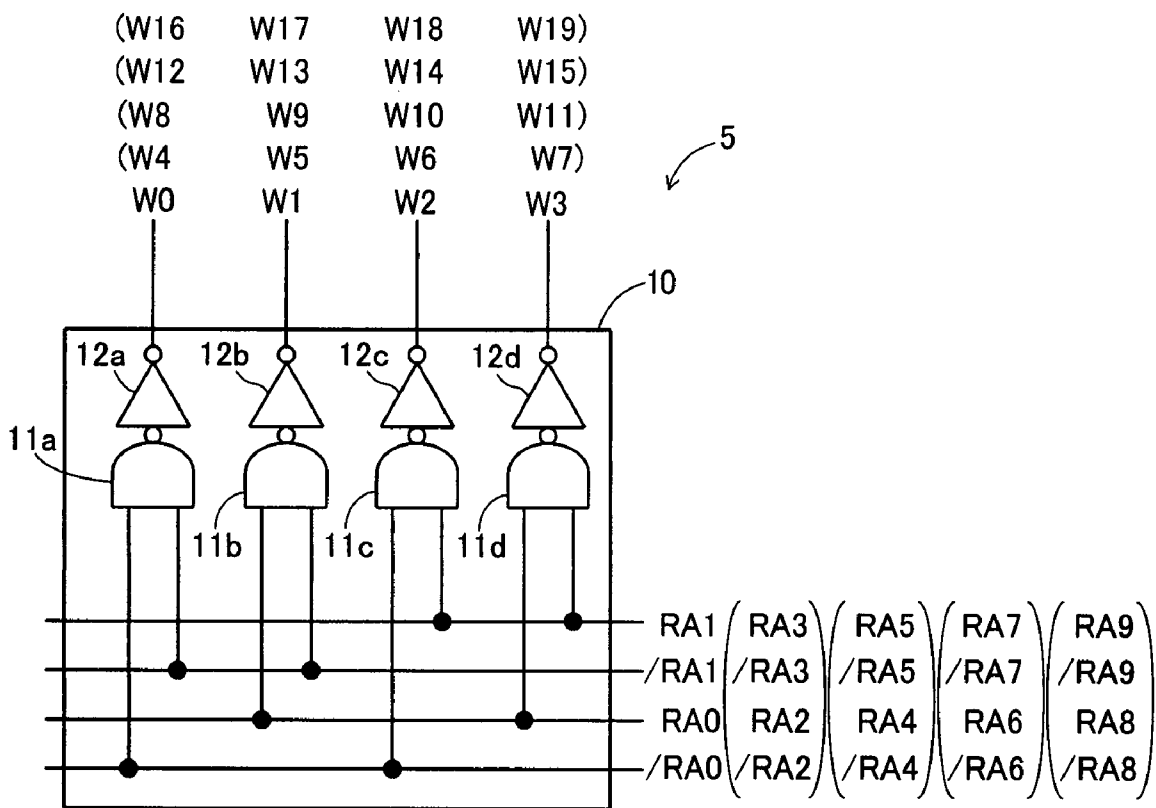 (W16 W17 W18 W19)
(W12 W13 W14 W15)
(W8 W9 W10 W11)
(W4 W5 W6 W7)
W0 W1 W2 W3
5
10
12a 12b 12c 12d
11a
11b 11c 11d
RA1 (RA3) (RA5) (RA7) (RA9)
/RA1 (/RA3) (/RA5) (/RA7) (/RA9)
RA0 (RA2) (RA4) (RA6) (RA8)
/RA0 (/RA2) (/RA4) (/RA6) (/RA8)